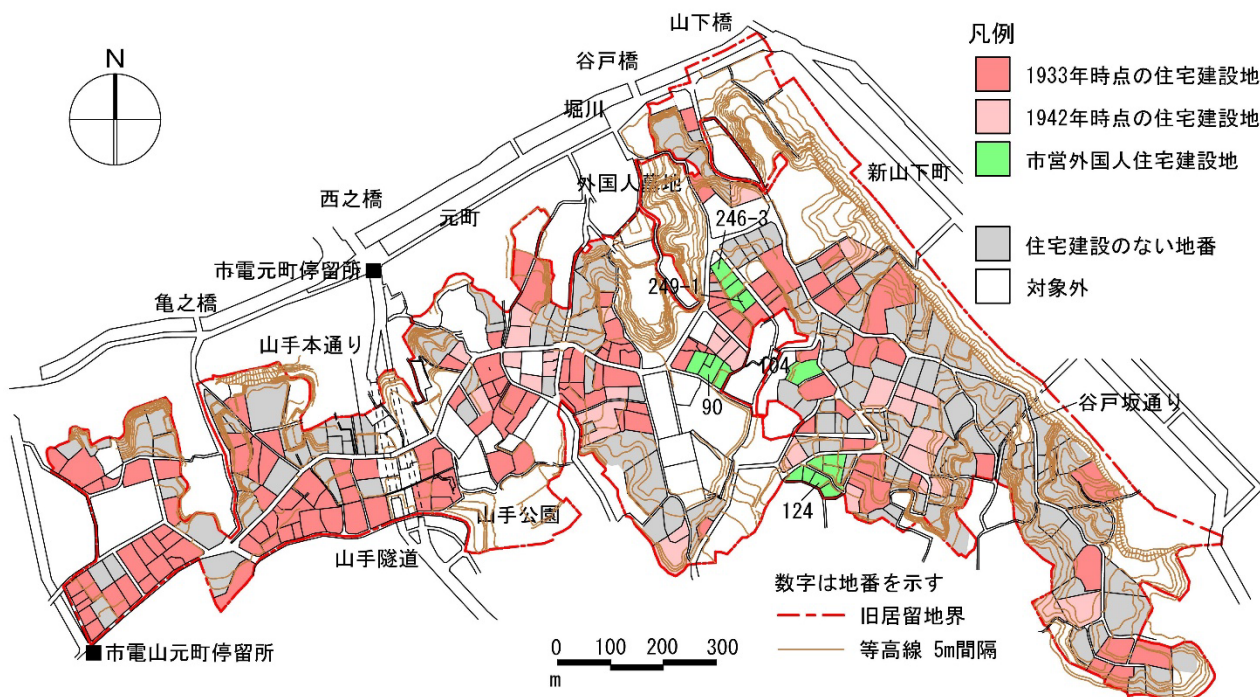 山下橋
谷戸橋
堀川
西之橋
元町
外国人墓地
新山下町
246-3
249-1
市電元町停留所
亀之橋
山手本通り
104
90
谷戸坂通り
124
山手公園
山手隧道
市電山元町停留所
N
凡例
1933年時点の住宅建設地
1942年時点の住宅建設地
市営外国人住宅建設地
住宅建設のない地番
対象外
数字は地番を示す
旧居留地界
等高線 5m間隔
0 100 200 300
m